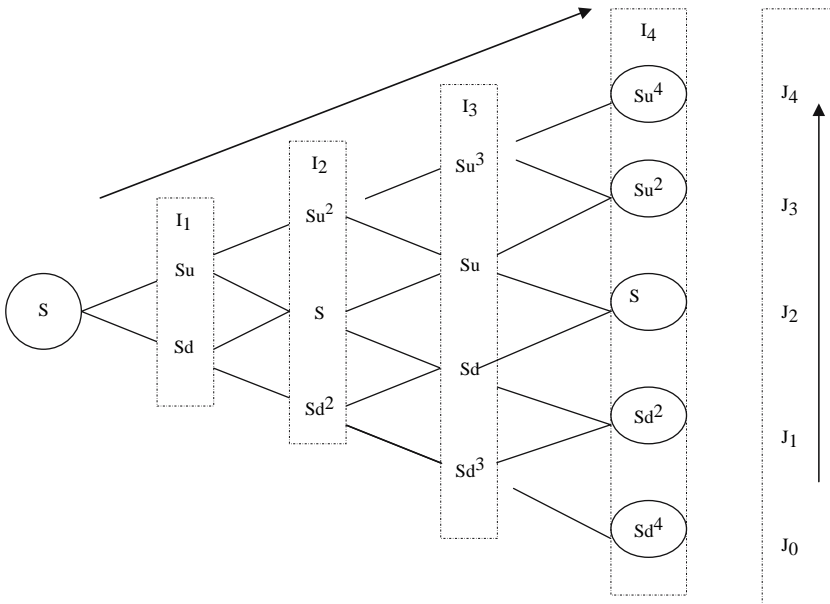 S
I₁
Su
Sd
I₂
Su²
S
Sd²
I₃
Su³
Su
Sd
Sd³
I₄
Su⁴
Su²
S
Sd²
Sd⁴
J₄
J₃
J₂
J₁
J₀